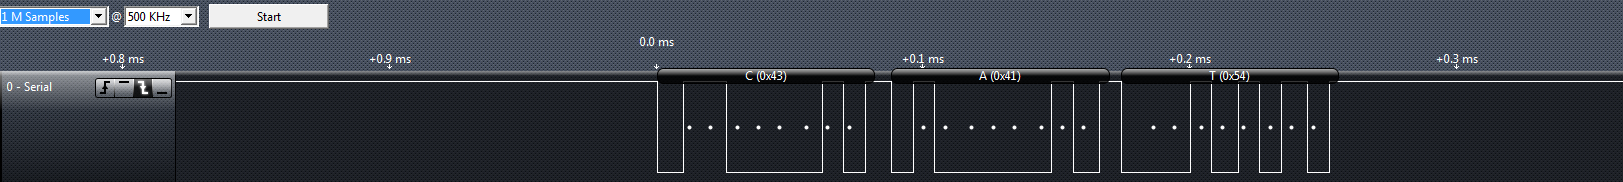 1 M Samples @ 500 KHz Start
0.0 ms
+0.8 ms +0.9 ms +0.1 ms +0.2 ms +0.3 ms
C (0x43) A (0x41) T (0x54)
0 - Serial